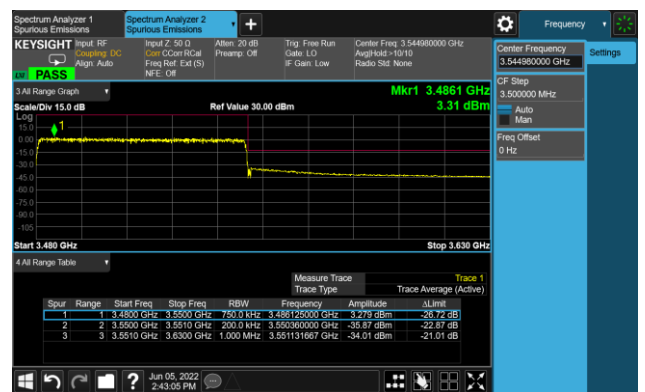 Spectrum Analyzer 1
Spurious Emissions
Spectrum Analyzer 2
Spurious Emissions
Frequency
KEYSIGHT
Input: RF
Coupling: DC
Align: Auto
Input Z: 50 Ω
Corr CCorr RCal
Freq Ref: Ext (S)
NFE: Off
Atten: 20 dB
Preamp: Off
Trig: Free Run
Gate: LO
IF Gain: Low
Center Freq: 3.544980000 GHz
Avg|Hold:>10/10
Radio Std: None
PASS
Center Frequency
3.544980000 GHz
Settings
CF Step
3.500000 MHz
Auto
Man
Freq Offset
0 Hz
3 All Range Graph
Mkr1 3.4861 GHz
Scale/Div 15.0 dB
Ref Value 30.00 dBm
3.31 dBm
Log
15.0
0.00
-15.0
-30.0
-45.0
-60.0
-75.0
-90.0
-105
1
Start 3.480 GHz
Stop 3.630 GHz
4 All Range Table
Measure Trace Trace 1
Trace Type Trace Average (Active)
Spur Range Start Freq Stop Freq RBW Frequency Amplitude ΔLimit
1 1 3.4800 GHz 3.5500 GHz 750.0 kHz 3.486125000 GHz 3.279 dBm -26.72 dB
2 2 3.5500 GHz 3.5510 GHz 200.0 kHz 3.550360000 GHz -35.87 dBm -22.87 dB
3 3 3.5510 GHz 3.6300 GHz 1.000 MHz 3.551131667 GHz -34.01 dBm -21.01 dB
Jun 05, 2022
2:43:05 PM